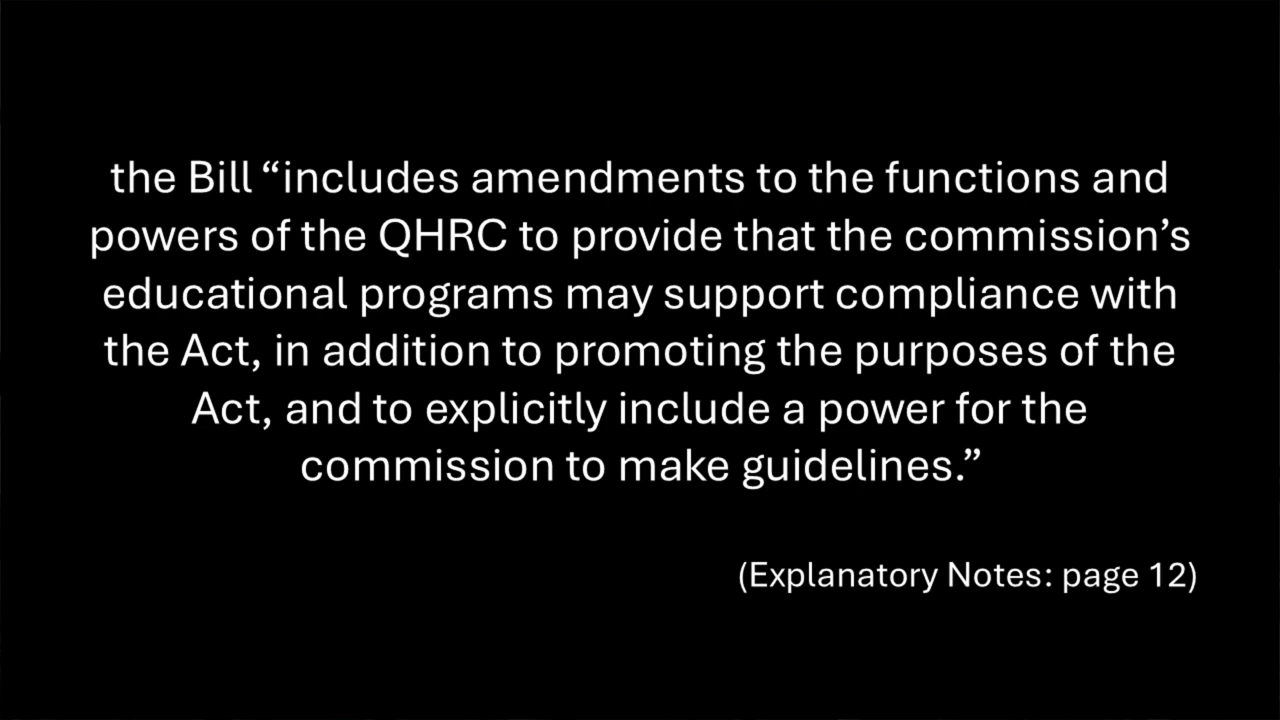 the Bill “includes amendments to the functions and
powers of the QHRC to provide that the commission’s
educational programs may support compliance with
the Act, in addition to promoting the purposes of the
Act, and to explicitly include a power for the
commission to make guidelines.”
(Explanatory Notes: page 12)